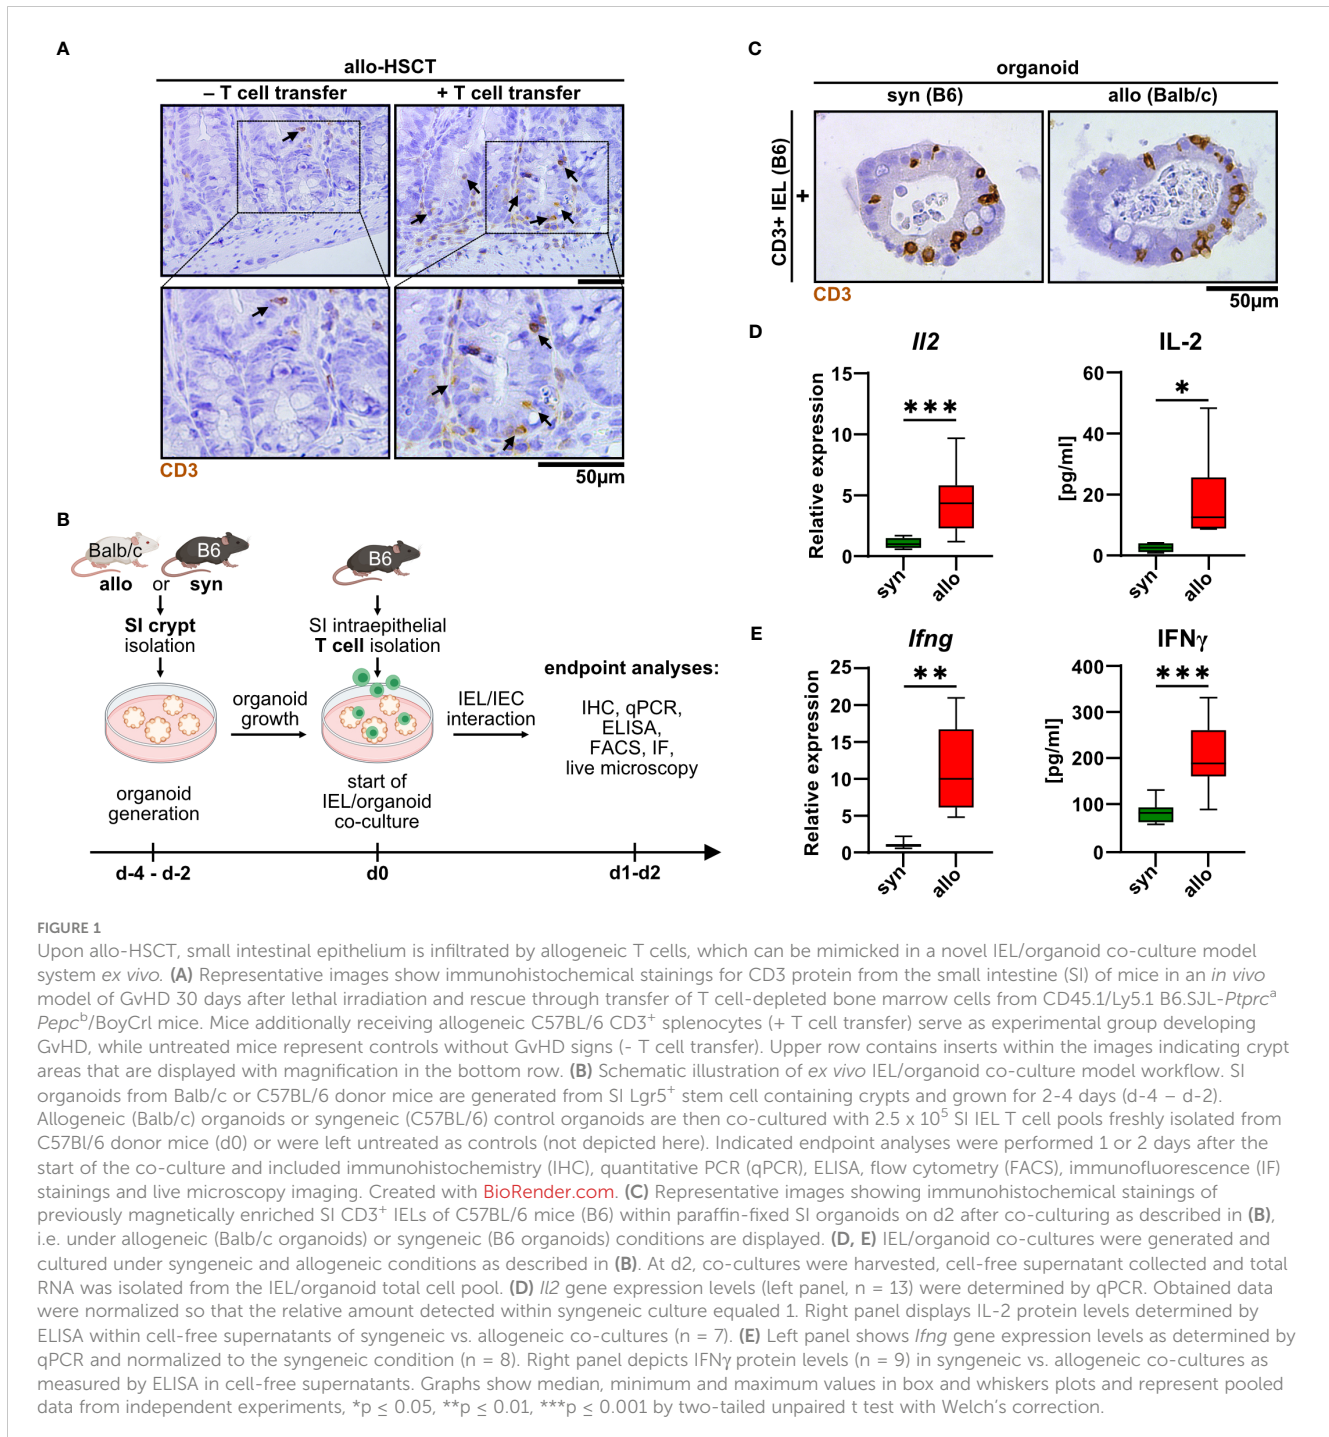 A
allo-HSCT
– T cell transfer
+ T cell transfer
CD3
50µm
B
Balb/c
B6
allo or syn
SI crypt
isolation
organoid
generation
organoid
growth
B6
SI intraepithelial
T cell isolation
start of
IEL/organoid
co-culture
IEL/IEC
interaction
endpoint analyses:
IHC, qPCR,
ELISA,
FACS, IF,
live microscopy
d-4 - d-2
d0
d1-d2
C
organoid
syn (B6)
allo (Balb/c)
CD3+ IEL (B6)
+
CD3
50µm
D
Il2
Relative expression
15
10
5
0
***
syn
allo
IL-2
[pg/ml]
60
40
20
0
*
syn
allo
E
Ifng
Relative expression
25
20
15
10
5
0
**
syn
allo
IFNγ
[pg/ml]
400
300
200
100
0
***
syn
allo
FIGURE 1
Upon allo-HSCT, small intestinal epithelium is infiltrated by allogeneic T cells, which can be mimicked in a novel IEL/organoid co-culture model
system ex vivo. (A) Representative images show immunohistochemical stainings for CD3 protein from the small intestine (SI) of mice in an in vivo
model of GvHD 30 days after lethal irradiation and rescue through transfer of T cell-depleted bone marrow cells from CD45.1/Ly5.1 B6.SJL-Ptprcᵃ
Pepcᵇ/BoyCrl mice. Mice additionally receiving allogeneic C57BL/6 CD3⁺ splenocytes (+ T cell transfer) serve as experimental group developing
GvHD, while untreated mice represent controls without GvHD signs (- T cell transfer). Upper row contains inserts within the images indicating crypt
areas that are displayed with magnification in the bottom row. (B) Schematic illustration of ex vivo IEL/organoid co-culture model workflow. SI
organoids from Balb/c or C57BL/6 donor mice are generated from SI Lgr5⁺ stem cell containing crypts and grown for 2-4 days (d-4 – d-2).
Allogeneic (Balb/c) organoids or syngeneic (C57BL/6) control organoids are then co-cultured with 2.5 x 10⁵ SI IEL T cell pools freshly isolated from
C57Bl/6 donor mice (d0) or were left untreated as controls (not depicted here). Indicated endpoint analyses were performed 1 or 2 days after the
start of the co-culture and included immunohistochemistry (IHC), quantitative PCR (qPCR), ELISA, flow cytometry (FACS), immunofluorescence (IF)
stainings and live microscopy imaging. Created with BioRender.com. (C) Representative images showing immunohistochemical stainings of
previously magnetically enriched SI CD3⁺ IELs of C57BL/6 mice (B6) within paraffin-fixed SI organoids on d2 after co-culturing as described in (B),
i.e. under allogeneic (Balb/c organoids) or syngeneic (B6 organoids) conditions are displayed. (D, E) IEL/organoid co-cultures were generated and
cultured under syngeneic and allogeneic conditions as described in (B). At d2, co-cultures were harvested, cell-free supernatant collected and total
RNA was isolated from the IEL/organoid total cell pool. (D) Il2 gene expression levels (left panel, n = 13) were determined by qPCR. Obtained data
were normalized so that the relative amount detected within syngeneic culture equaled 1. Right panel displays IL-2 protein levels determined by
ELISA within cell-free supernatants of syngeneic vs. allogeneic co-cultures (n = 7). (E) Left panel shows Ifng gene expression levels as determined by
qPCR and normalized to the syngeneic condition (n = 8). Right panel depicts IFNγ protein levels (n = 9) in syngeneic vs. allogeneic co-cultures as
measured by ELISA in cell-free supernatants. Graphs show median, minimum and maximum values in box and whiskers plots and represent pooled
data from independent experiments, *p ≤ 0.05, **p ≤ 0.01, ***p ≤ 0.001 by two-tailed unpaired t test with Welch's correction.